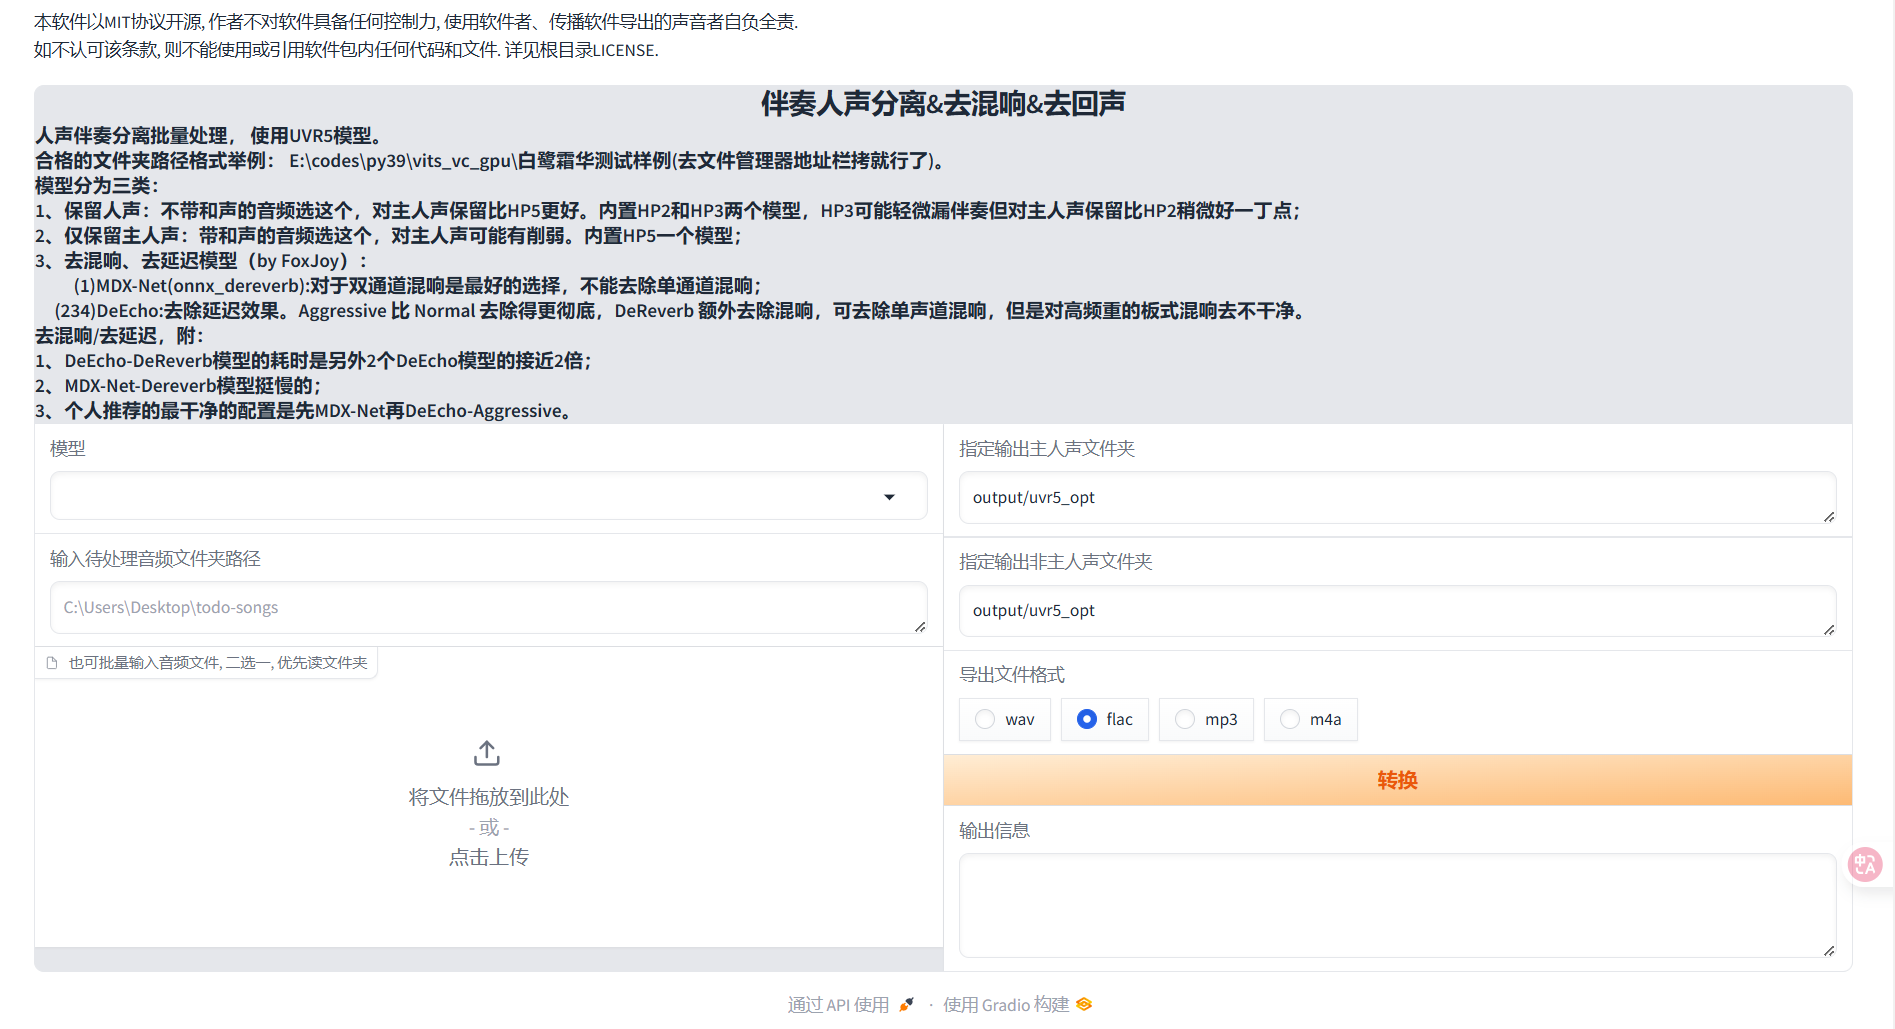 本软件以MIT协议开源, 作者不对软件具备任何控制力, 使用软件者、传播软件导出的声音者自负全责.
如不认可该条款, 则不能使用或引用软件包内任何代码和文件. 详见根目录LICENSE.
伴奏人声分离&去混响&去回声
人声伴奏分离批量处理， 使用UVR5模型。
合格的文件夹路径格式举例： E:\codes\py39\vits_vc_gpu\白鹭霜华测试样例(去文件管理器地址栏拷就行了)。
模型分为三类：
1、保留人声：不带和声的音频选这个，对主人声保留比HP5更好。内置HP2和HP3两个模型，HP3可能轻微漏伴奏但对主人声保留比HP2稍微好一丁点；
2、仅保留主人声：带和声的音频选这个，对主人声可能有削弱。内置HP5一个模型；
3、去混响、去延迟模型（by FoxJoy）：
(1)MDX-Net(onnx_dereverb):对于双通道混响是最好的选择，不能去除单通道混响；
(234)DeEcho:去除延迟效果。Aggressive 比 Normal 去除得更彻底，DeReverb 额外去除混响，可去除单声道混响，但是对高频重的板式混响去不干净。
去混响/去延迟，附：
1、DeEcho-DeReverb模型的耗时是另外2个DeEcho模型的接近2倍；
2、MDX-Net-Dereverb模型挺慢的；
3、个人推荐的最干净的配置是先MDX-Net再DeEcho-Aggressive。
模型
输入待处理音频文件夹路径
C:\Users\Desktop\todo-songs
也可批量输入音频文件, 二选一, 优先读文件夹
将文件拖放到此处
- 或 -
点击上传
指定输出主人声文件夹
output/uvr5_opt
指定输出非主人声文件夹
output/uvr5_opt
导出文件格式
wav flac mp3 m4a
转换
输出信息
中A
通过 API 使用 · 使用 Gradio 构建